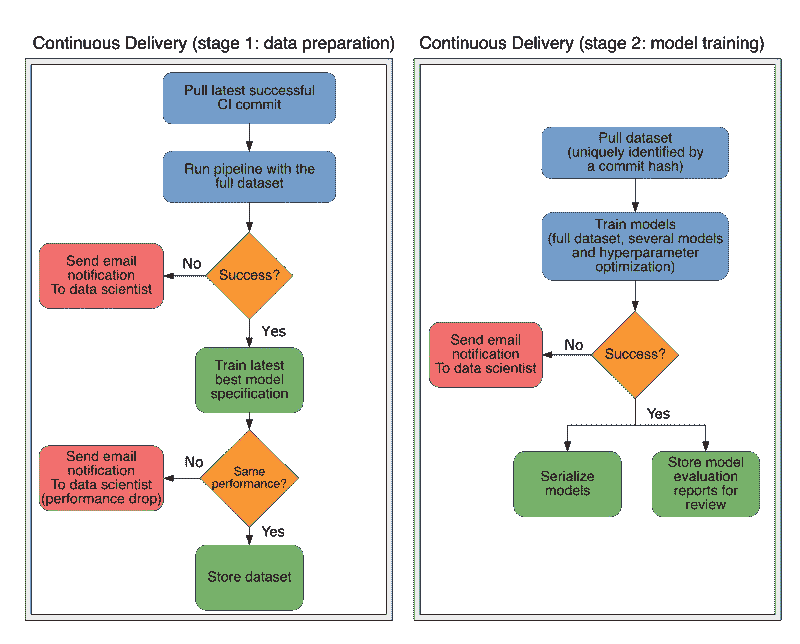 Continuous Delivery (stage 1: data preparation)
Pull latest successful
CI commit
Run pipeline with the
full dataset
Success?
No
Send email
notification
To data scientist
Yes
Train latest
best model
specification
Same
performance?
No
Send email
notification
To data scientist
(performance drop)
Yes
Store dataset
Continuous Delivery (stage 2: model training)
Pull dataset
(uniquely identified by
a commit hash)
Train models
(full dataset, several models
and hyperparameter
optimization)
Success?
No
Send email
notification
To data scientist
Yes
Serialize
models
Store model
evaluation
reports for
review